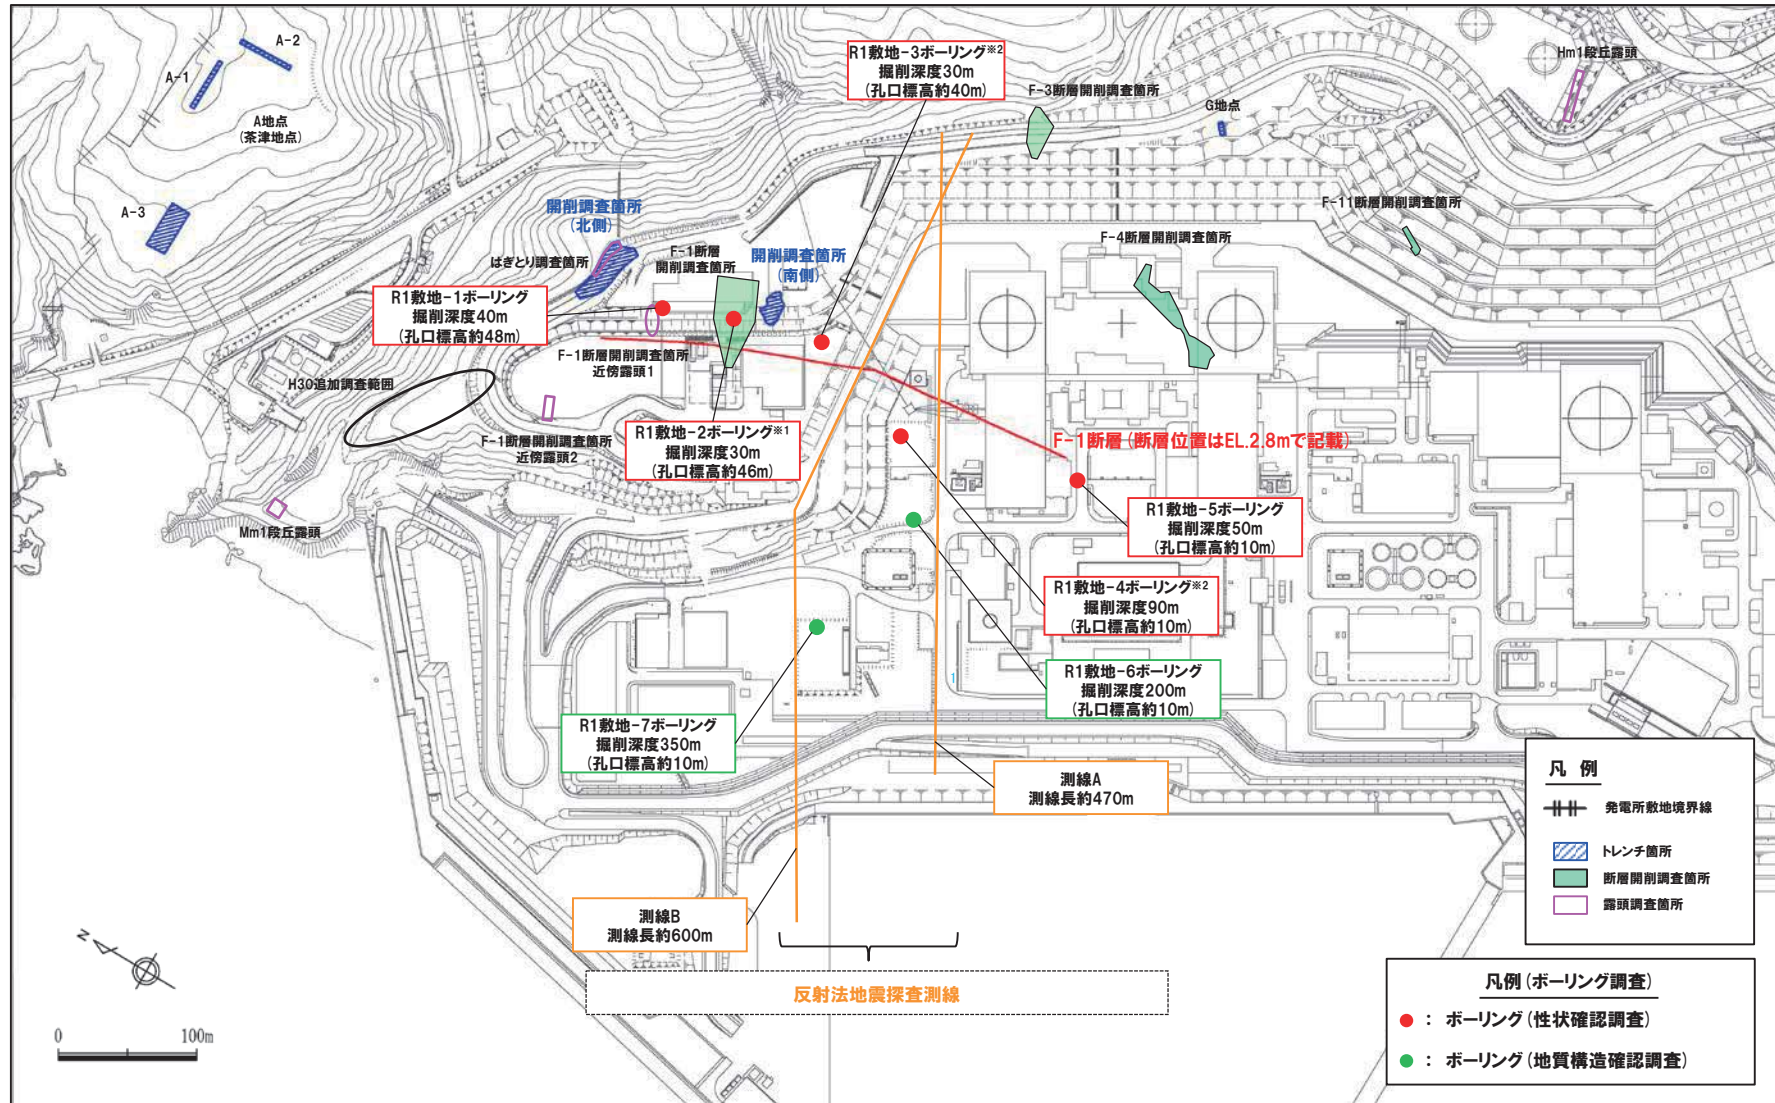 A-2
A-1
A地点
(茶津地点)
A-3
R1敷地-3ボーリング※2
掘削深度30m
(孔口標高約40m)
F-3断層開削調査箇所
G地点
Hm1段丘露頭
F-11断層開削調査箇所
F-4断層開削調査箇所
開削調査箇所
(北側)
はぎとり調査箇所
F-1断層
開削調査箇所
開削調査箇所
(南側)
R1敷地-1ボーリング
掘削深度40m
(孔口標高約48m)
F-1断層開削調査箇所
近傍露頭1
H30追加調査範囲
F-1断層開削調査箇所
近傍露頭2
R1敷地-2ボーリング※1
掘削深度30m
(孔口標高約46m)
F-1断層(断層位置はEL.2.8mで記載)
Mm1段丘露頭
R1敷地-5ボーリング
掘削深度50m
(孔口標高約10m)
R1敷地-4ボーリング※2
掘削深度90m
(孔口標高約10m)
R1敷地-6ボーリング
掘削深度200m
(孔口標高約10m)
R1敷地-7ボーリング
掘削深度350m
(孔口標高約10m)
測線A
測線長約470m
測線B
測線長約600m
反射法地震探査測線
N
0 100m
凡 例
発電所敷地境界線
トレンチ箇所
断層開削調査箇所
露頭調査箇所
凡例(ボーリング調査)
: ボーリング(性状確認調査)
: ボーリング(地質構造確認調査)